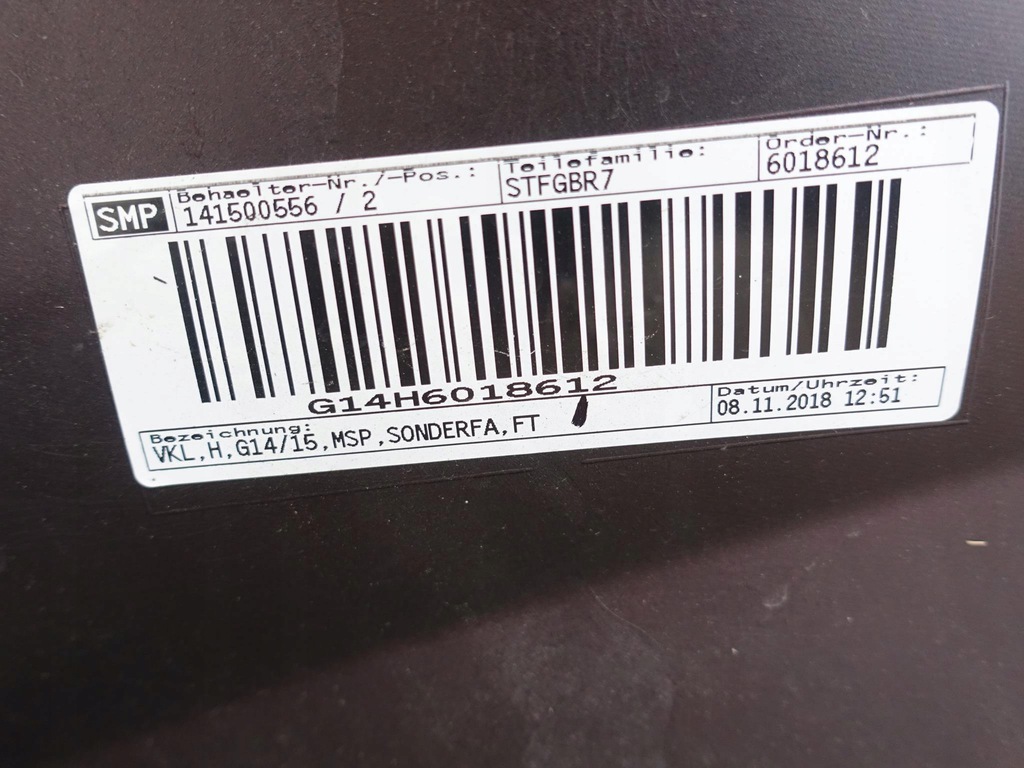 SMP
Behaelter-Nr./-Pos.:
141500556 / 2
Teilefamilie:
STFGBR7
Order-Nr.:
6018612
G14H6018612
Bezeichnung:
VKL,H,G14/15,MSP,SONDERFA,FT
Datum/Uhrzeit:
08.11.2018 12:51